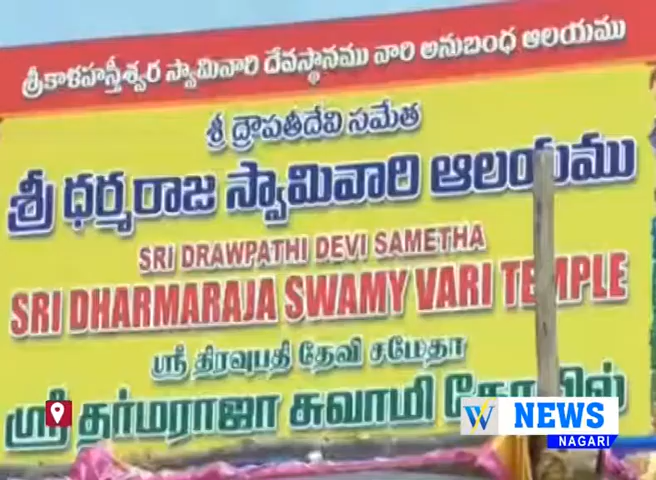 శ్రీకాళహస్తీశ్వర స్వామివారి దేవస్థానము వారి అనుబంధ ఆలయము
శ్రీ ద్రౌపతీదేవి సమేత
శ్రీ ధర్మరాజ స్వామివారి ఆలయము
SRI DRAWPATHI DEVI SAMETHA
SRI DHARMARAJA SWAMY VARI TEMPLE
ஸ்ரீ திரவுபதி தேவி சமேதா
ஸ்ரீ தர்மராஜா சுவாமி கோயில்
W NEWS
NAGARI